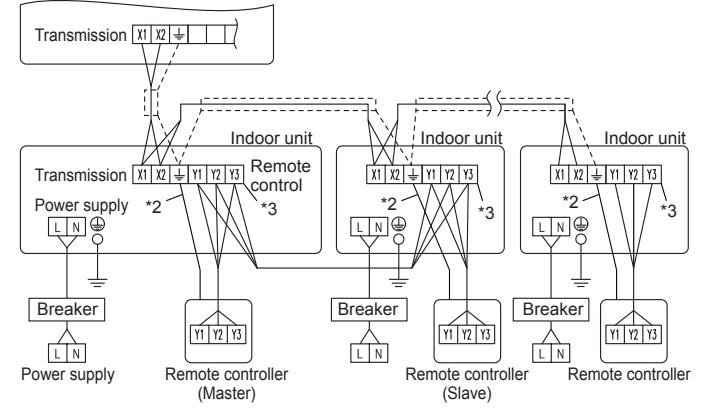 Transmission X1 X2
Indoor unit Indoor unit Indoor unit
Transmission X1 X2 Y1 Y2 Y3 Remote control X1 X2 Y1 Y2 Y3 X1 X2 Y1 Y2 Y3
*2 *3 *2 *3 *2 *3
Power supply
L N L N L N
Breaker Breaker Breaker
Y1 Y2 Y3 Y1 Y2 Y3 Y1 Y2 Y3
L N L N L N
Power supply Remote controller Remote controller Remote controller
(Master) (Slave)